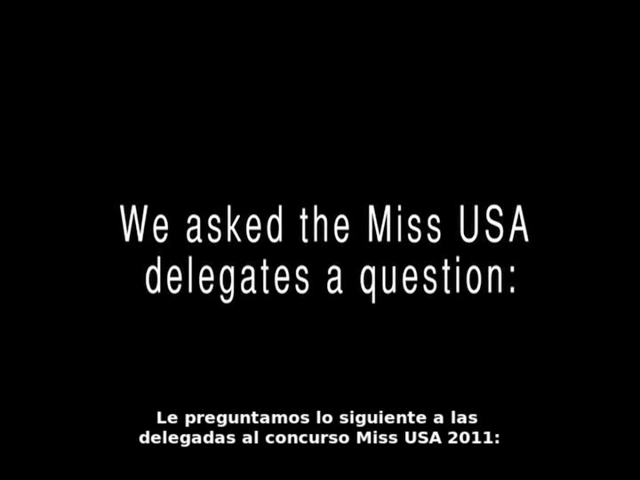 We asked the Miss USA
delegates a question:
Le preguntamos lo siguiente a las
delegadas al concurso Miss USA 2011: